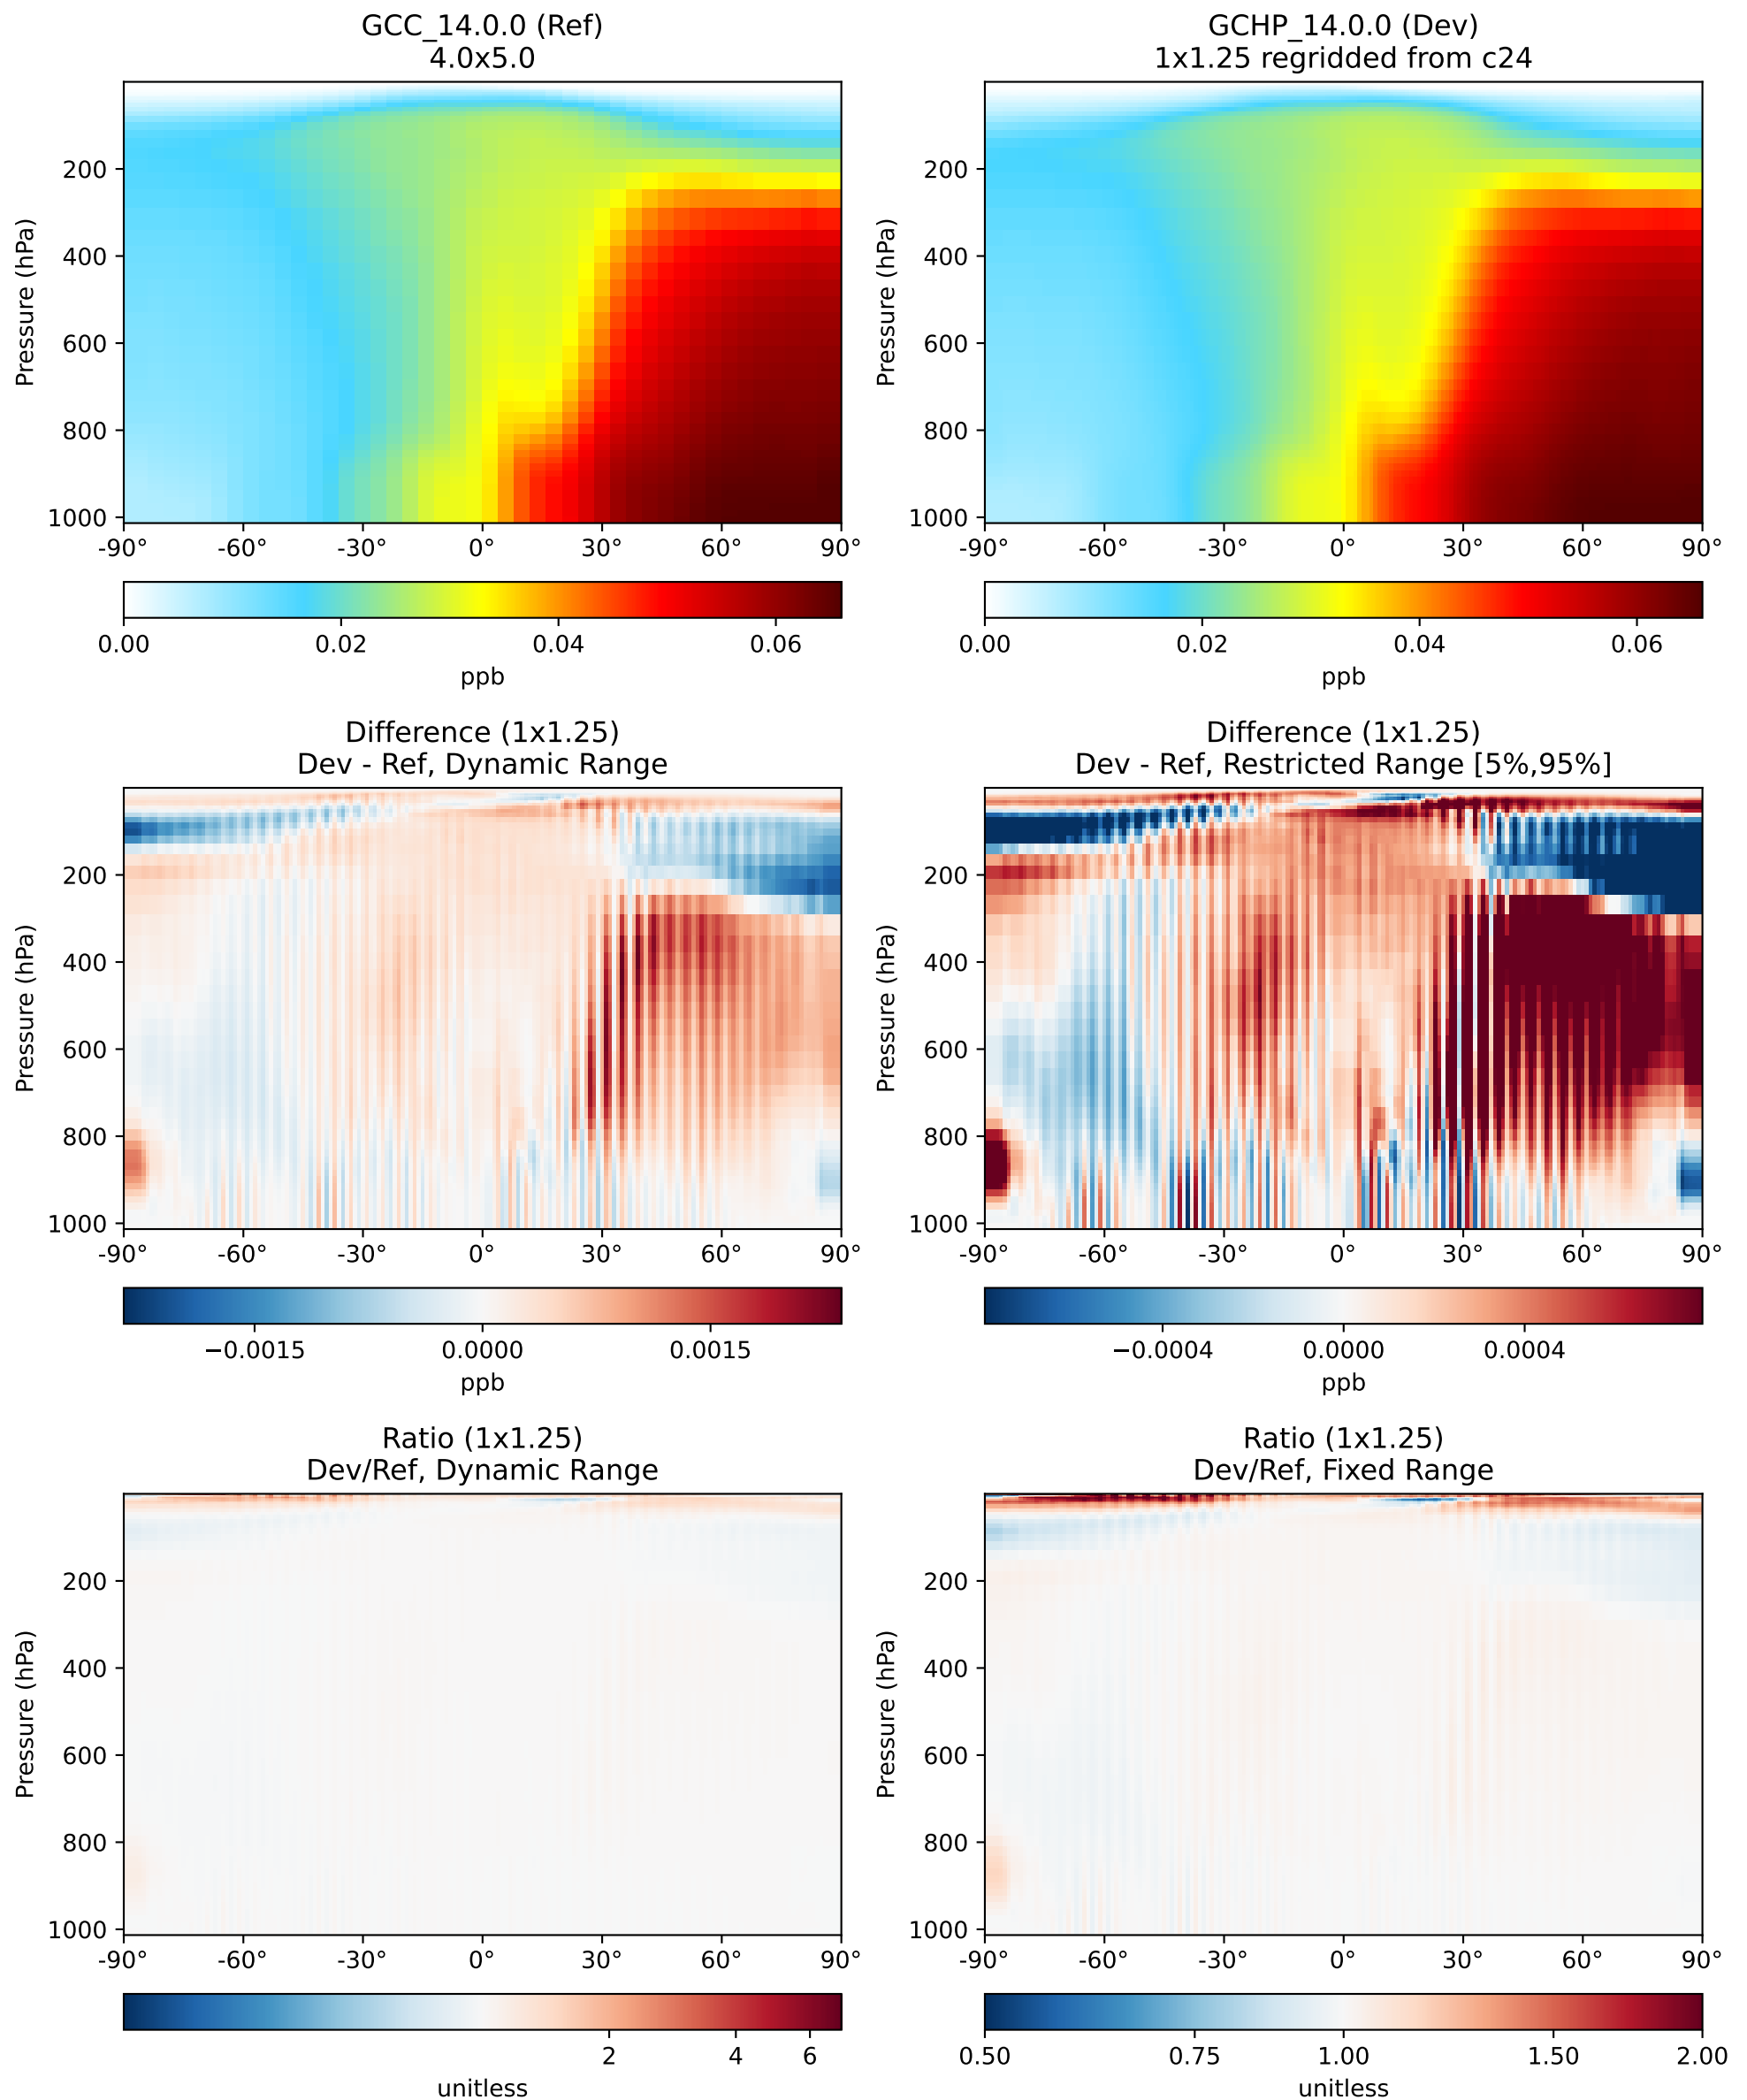 GCC_14.0.0 (Ref)
4.0x5.0
GCHP_14.0.0 (Dev)
1x1.25 regridded from c24
Pressure (hPa)
200
400
600
800
1000
-90° -60° -30° 0° 30° 60° 90°
0.00 0.02 0.04 0.06
ppb
Pressure (hPa)
200
400
600
800
1000
-90° -60° -30° 0° 30° 60° 90°
0.00 0.02 0.04 0.06
ppb
Difference (1x1.25)
Dev - Ref, Dynamic Range
Difference (1x1.25)
Dev - Ref, Restricted Range [5%,95%]
Pressure (hPa)
200
400
600
800
1000
-90° -60° -30° 0° 30° 60° 90°
−0.0015 0.0000 0.0015
ppb
Pressure (hPa)
200
400
600
800
1000
-90° -60° -30° 0° 30° 60° 90°
−0.0004 0.0000 0.0004
ppb
Ratio (1x1.25)
Dev/Ref, Dynamic Range
Ratio (1x1.25)
Dev/Ref, Fixed Range
Pressure (hPa)
200
400
600
800
1000
-90° -60° -30° 0° 30° 60° 90°
2 4 6
unitless
Pressure (hPa)
200
400
600
800
1000
-90° -60° -30° 0° 30° 60° 90°
0.50 0.75 1.00 1.50 2.00
unitless